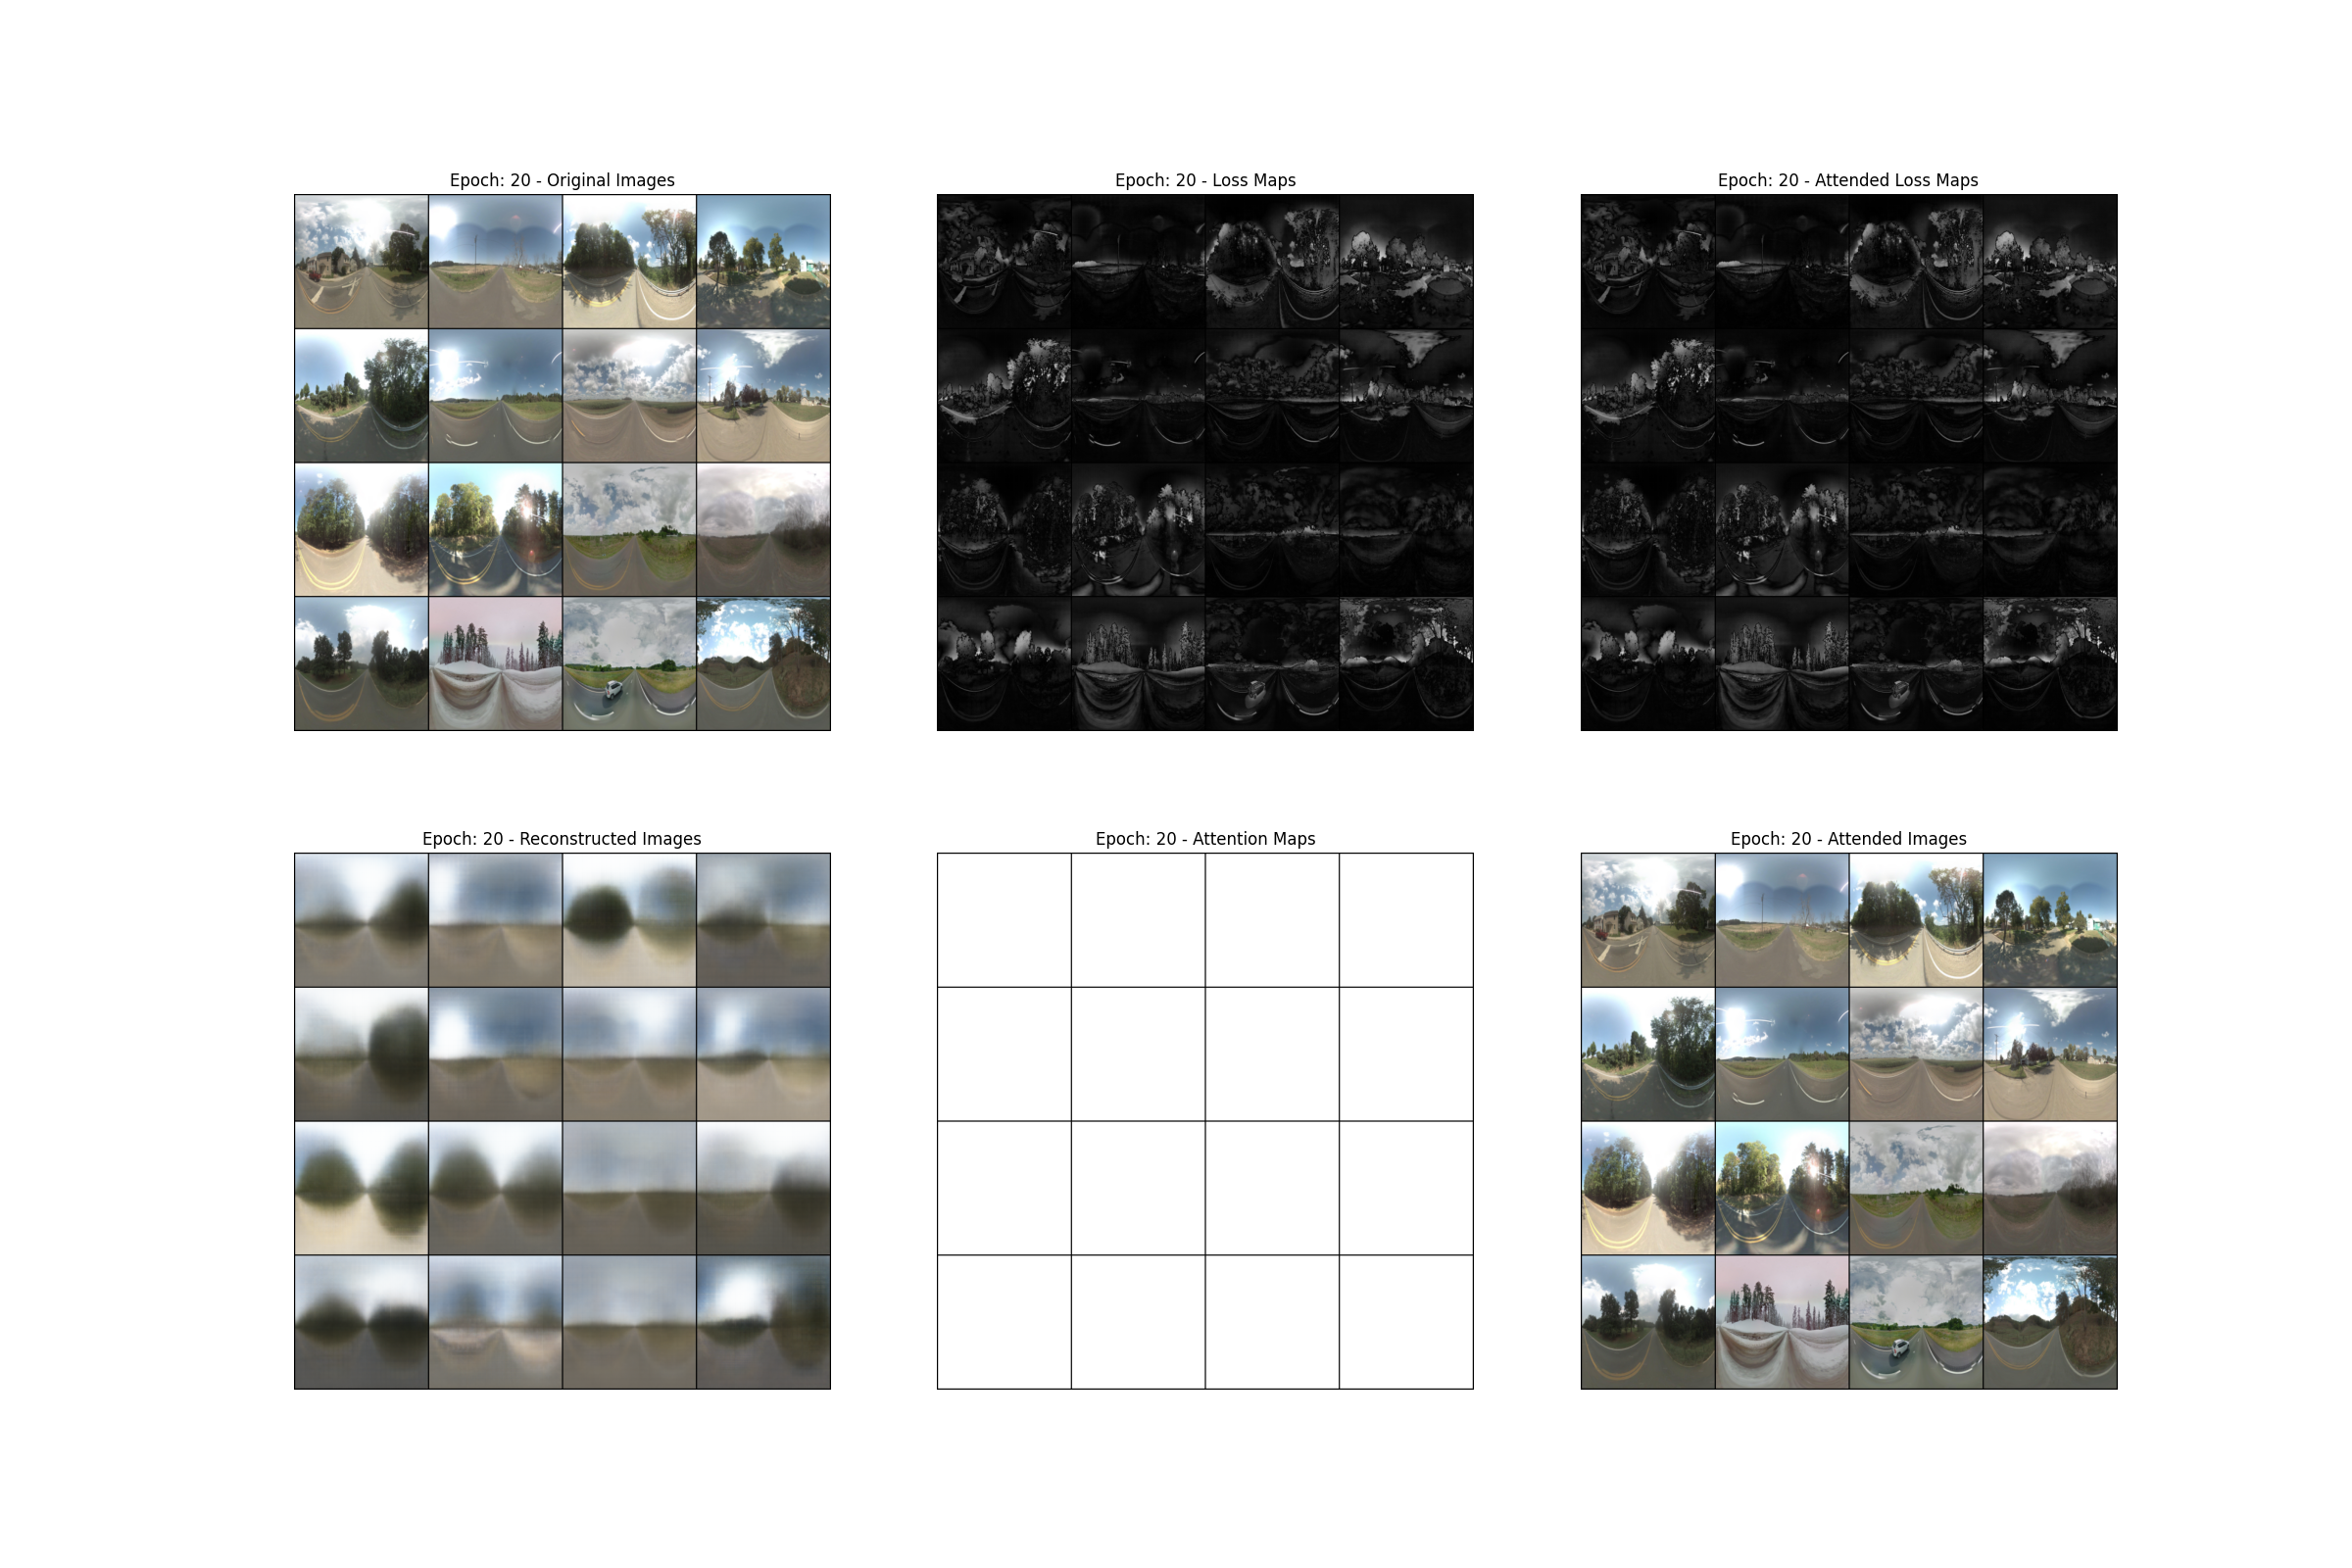 Epoch: 20 - Original Images
Epoch: 20 - Loss Maps
Epoch: 20 - Attended Loss Maps
Epoch: 20 - Reconstructed Images
Epoch: 20 - Attention Maps
Epoch: 20 - Attended Images